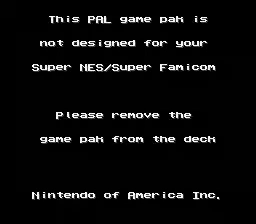 This PAL game pak is
not designed for your
Super NES/Super Famicom
Please remove the
game pak from the deck
Nintendo of America Inc.